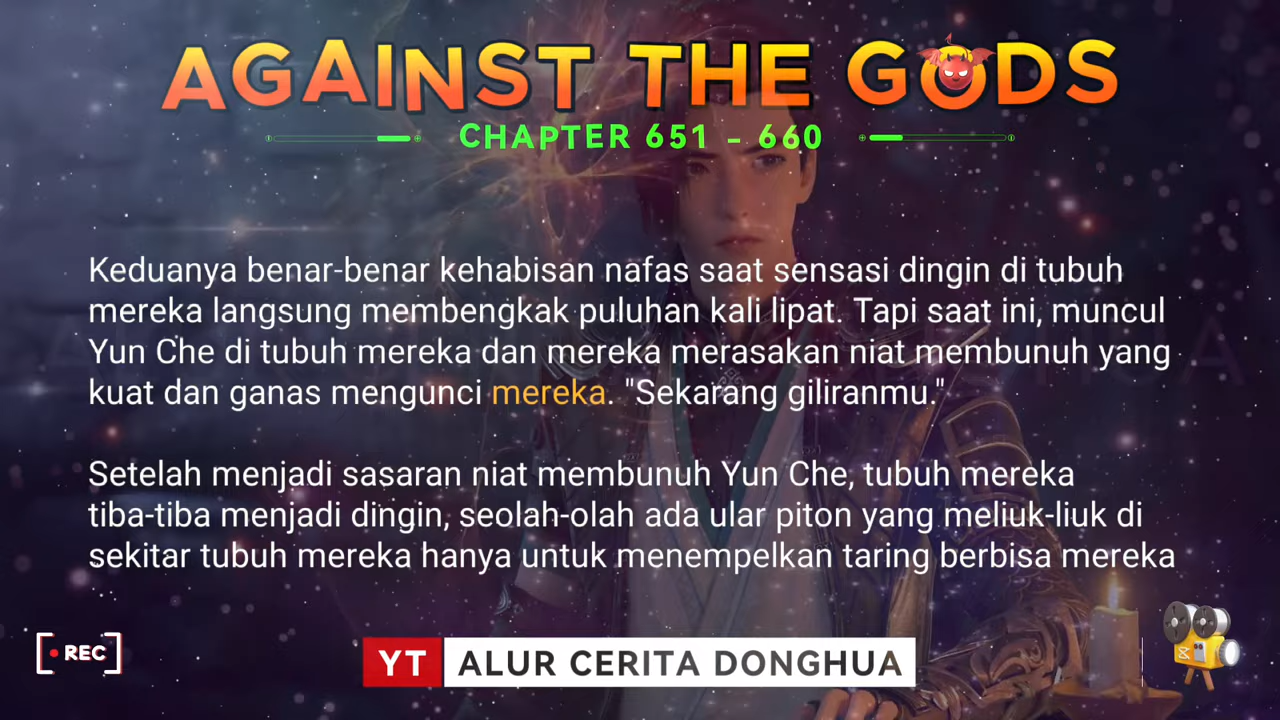 AGAINST THE GODS
CHAPTER 651 - 660
Keduanya benar-benar kehabisan nafas saat sensasi dingin di tubuh
mereka langsung membengkak puluhan kali lipat. Tapi saat ini, muncul
Yun Che di tubuh mereka dan mereka merasakan niat membunuh yang
kuat dan ganas mengunci mereka. "Sekarang giliranmu."
Setelah menjadi sasaran niat membunuh Yun Che, tubuh mereka
tiba-tiba menjadi dingin, seolah-olah ada ular piton yang meliuk-liuk di
sekitar tubuh mereka hanya untuk menempelkan taring berbisa mereka
REC
YT ALUR CERITA DONGHUA